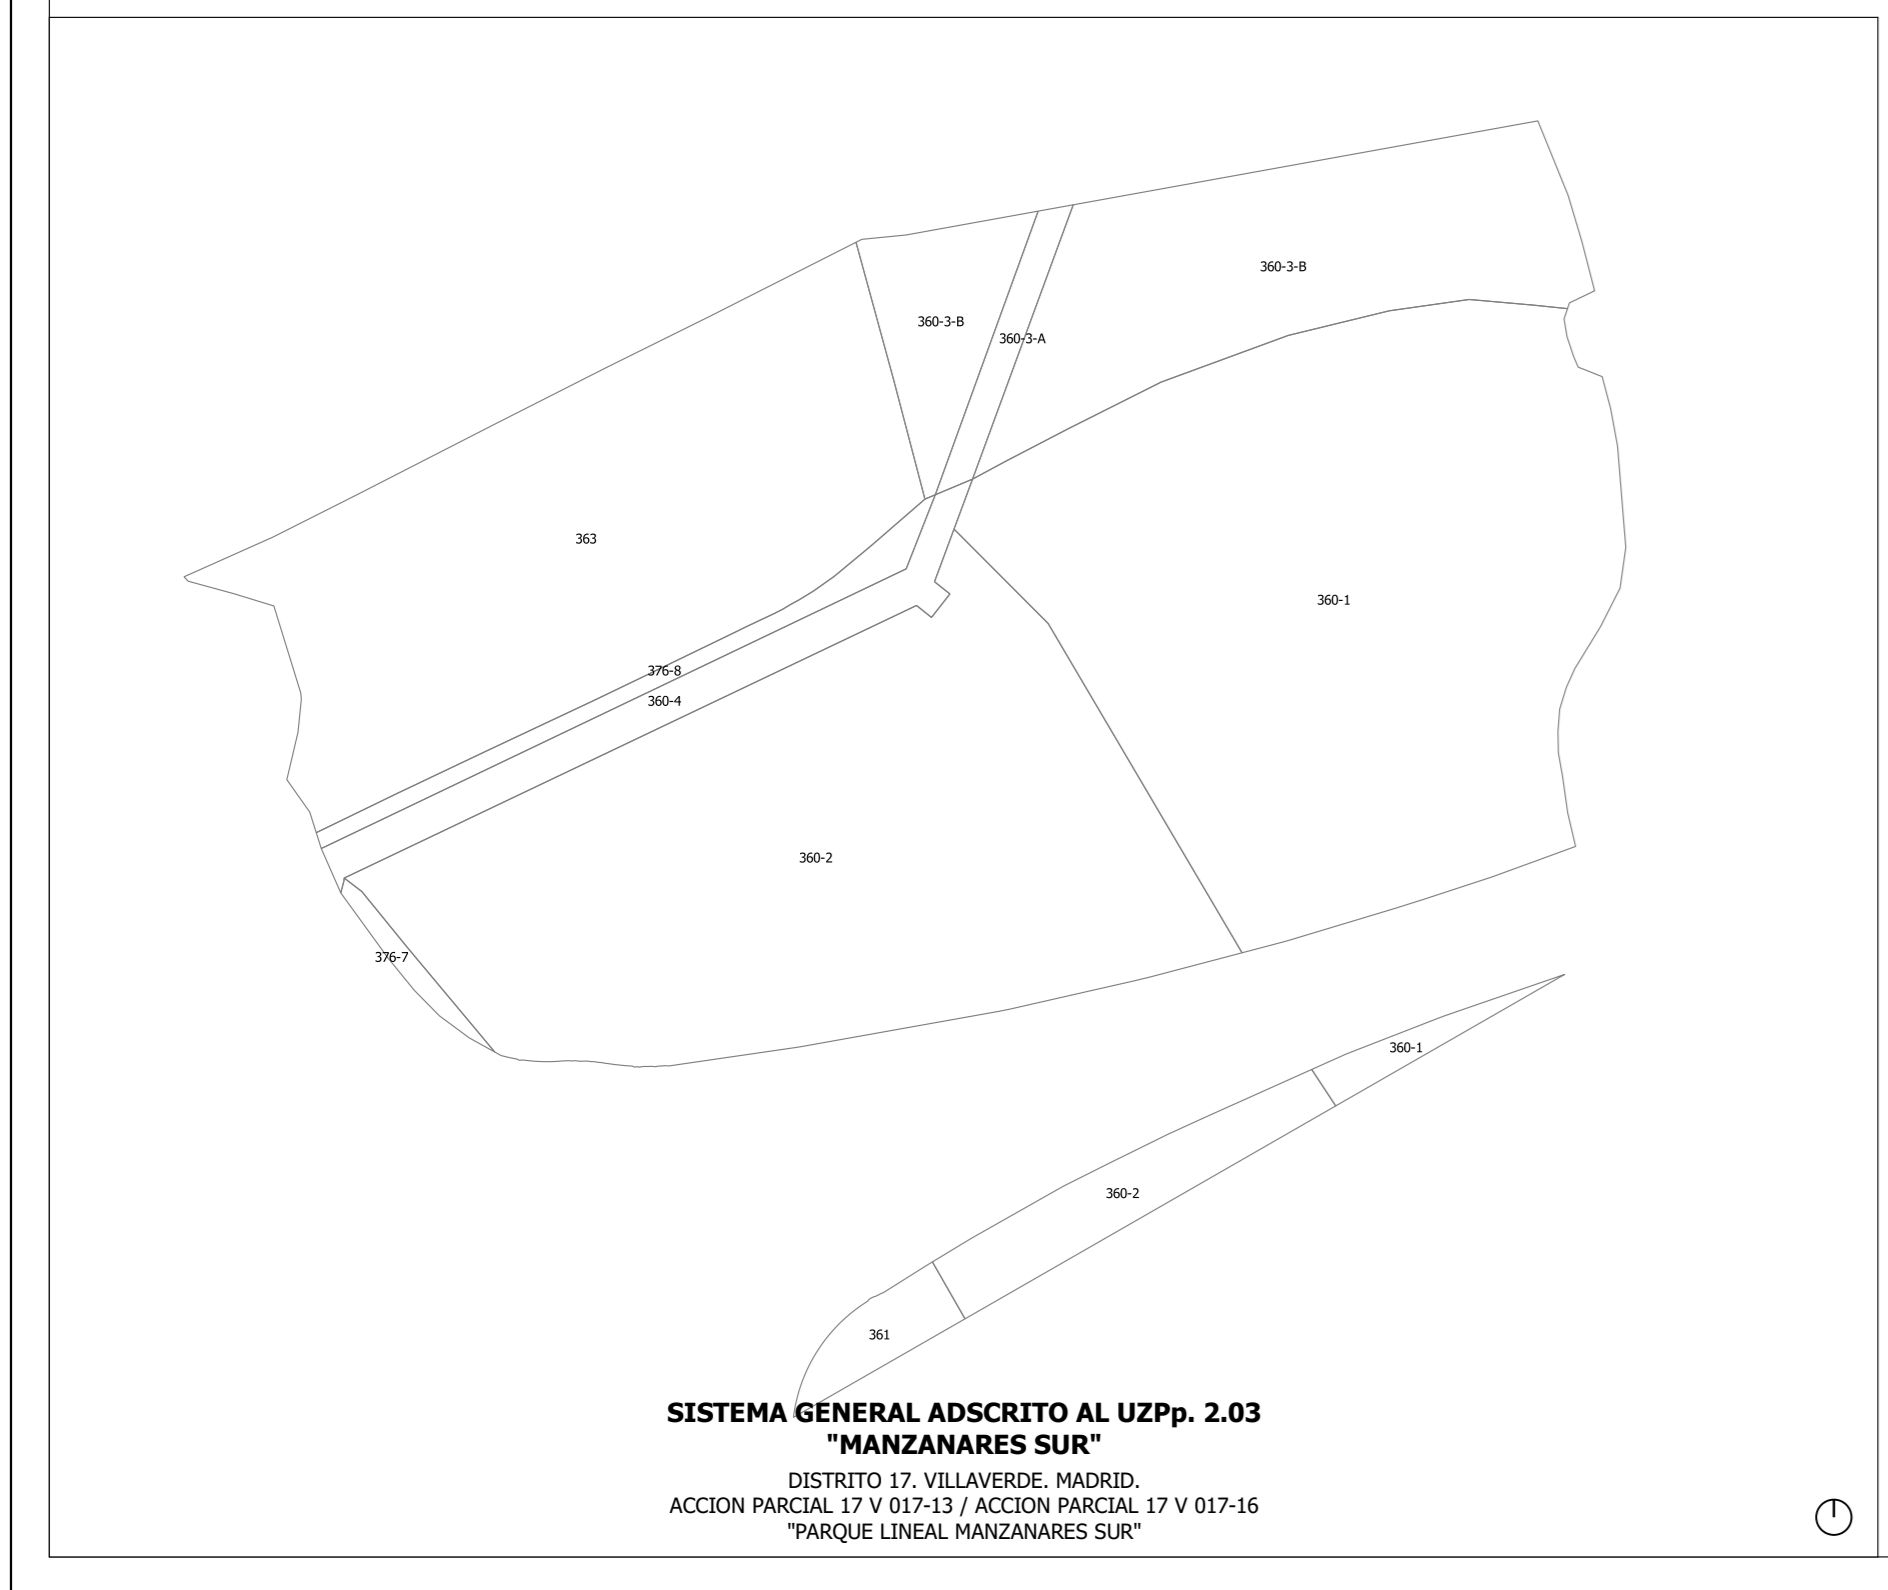 360-3-B
360-3-B
360-3-A
363
360-1
376-8
360-4
360-2
376-7
360-1
360-2
361
SISTEMA GENERAL ADSCRITO AL UZPp. 2.03
"MANZANARES SUR"
DISTRITO 17. VILLAVERDE. MADRID.
ACCION PARCIAL 17 V 017-13 / ACCION PARCIAL 17 V 017-16
"PARQUE LINEAL MANZANARES SUR"